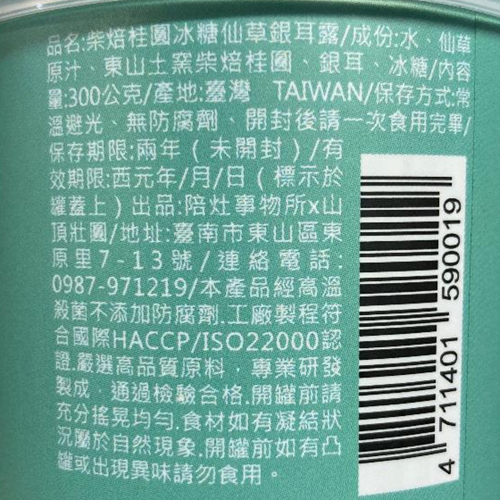 品名:柴焙桂圓冰糖仙草銀耳露/成份:水、仙草
原汁、東山土窯柴焙桂圓、銀耳、冰糖/內容
量:300公克/產地:臺灣 TAIWAN/保存方式:常
溫避光、無防腐劑、開封後請一次食用完畢/
保存期限:兩年(未開封)/有
效期限:西元年/月/日(標示於
罐蓋上)出品:陪灶事物所x山
頂壯園/地址:臺南市東山區東
原里7-13號/連絡電話:
0987-971219/本產品經高溫
殺菌不添加防腐劑.工廠製程符
合國際HACCP/ISO22000認
證.嚴選高品質原料,專業研發
製成,通過檢驗合格.開罐前請
充分搖晃均勻.食材如有凝結狀
況屬於自然現象.開罐前如有凸
罐或出現異味請勿食用。
4 711401 590019